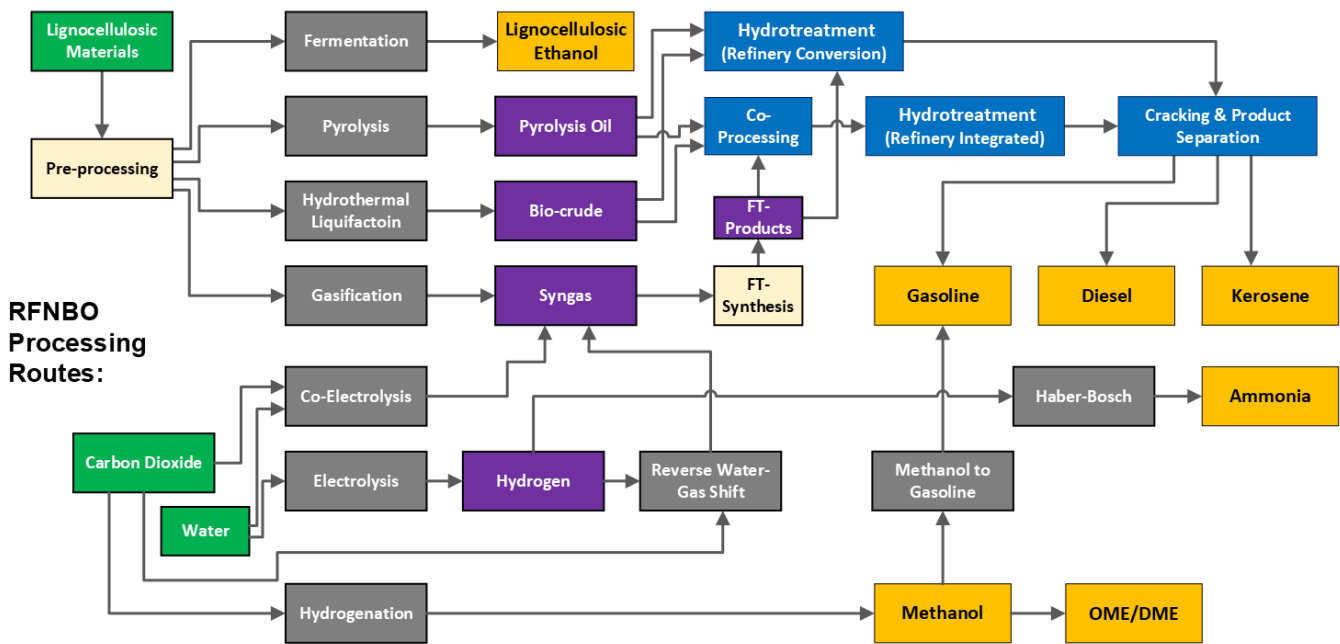 Lignocellulosic
Materials
Fermentation
Lignocellulosic
Ethanol
Hydrotreatment
(Refinery Conversion)
Pre-processing
Pyrolysis
Pyrolysis Oil
Co-
Processing
Hydrotreatment
(Refinery Integrated)
Cracking & Product
Separation
Hydrothermal
Liquifactoin
Bio-crude
FT-
Products
Gasification
Syngas
FT-
Synthesis
Gasoline
Diesel
Kerosene
RFNBO
Processing
Routes:
Co-Electrolysis
Haber-Bosch
Ammonia
Carbon Dioxide
Electrolysis
Hydrogen
Reverse Water-
Gas Shift
Methanol to
Gasoline
Water
Hydrogenation
Methanol
OME/DME